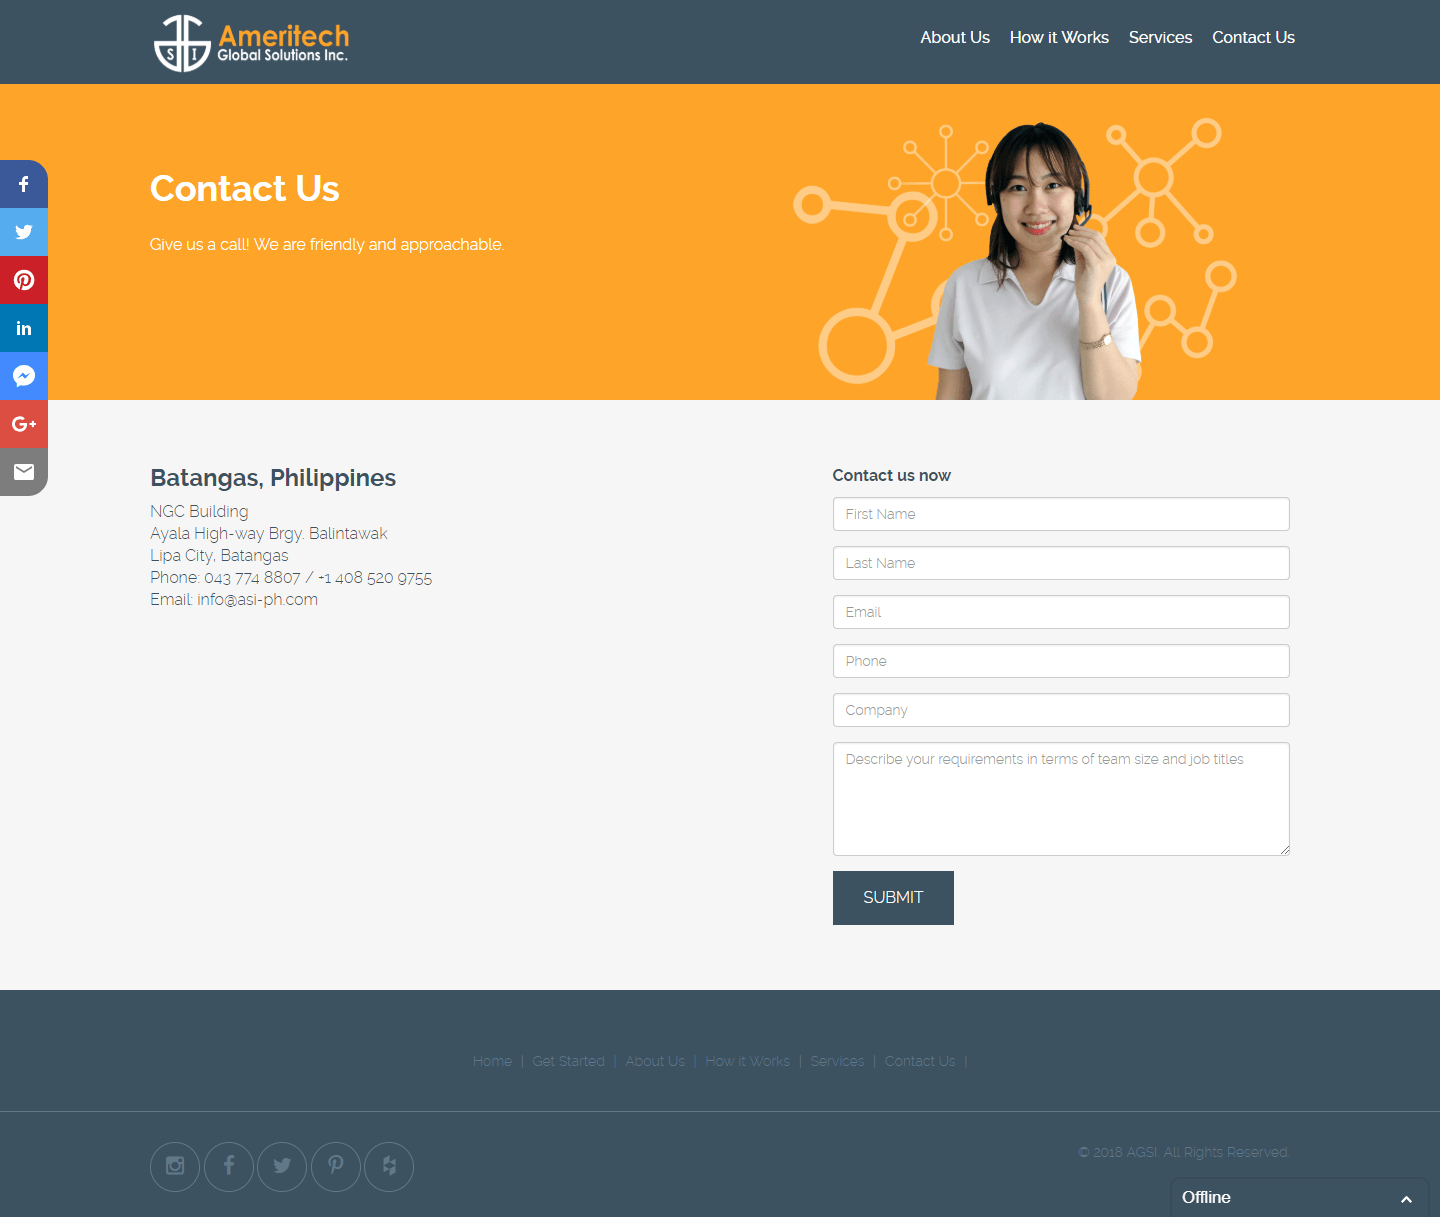 Ameritech
Global Solutions Inc.
S I
About Us
How it Works
Services
Contact Us
Contact Us
Give us a call! We are friendly and approachable.
Batangas, Philippines
NGC Building
Ayala High-way Brgy. Balintawak
Lipa City, Batangas
Phone: 043 774 8807 / +1 408 520 9755
Email: info@asi-ph.com
Contact us now
First Name
Last Name
Email
Phone
Company
Describe your requirements in terms of team size and job titles
SUBMIT
Home | Get Started | About Us | How it Works | Services | Contact Us |
© 2018 AGSI. All Rights Reserved.
Offline